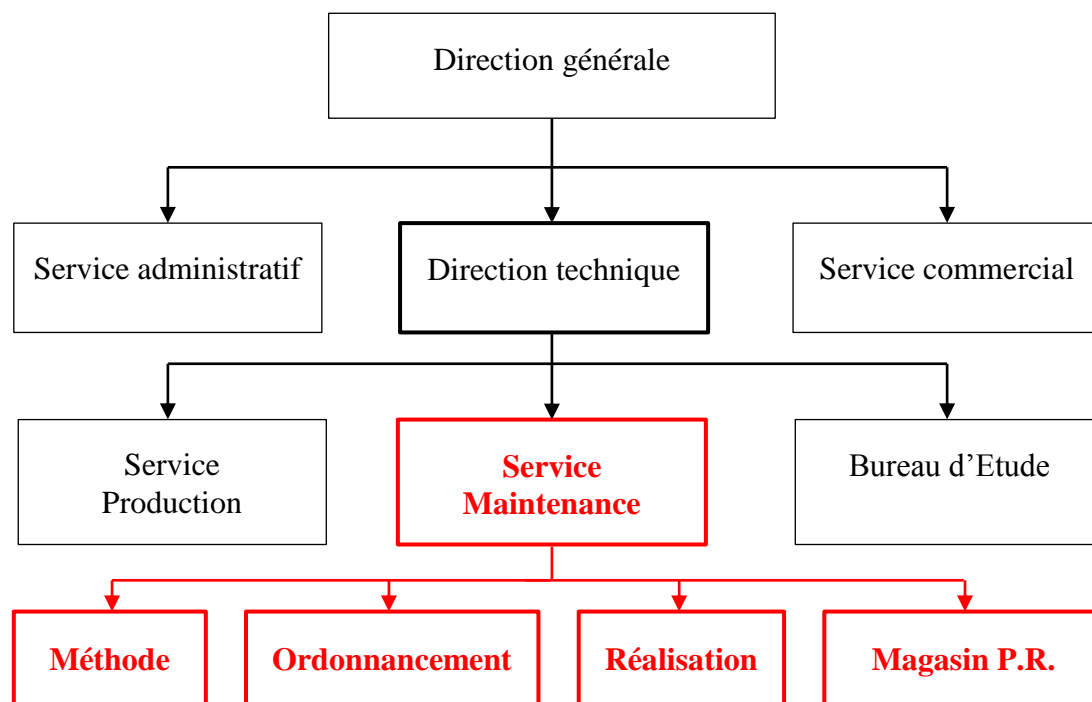 Direction générale
Service administratif
Direction technique
Service commercial
Service
Production
Service
Maintenance
Bureau d’Etude
Méthode
Ordonnancement
Réalisation
Magasin P.R.